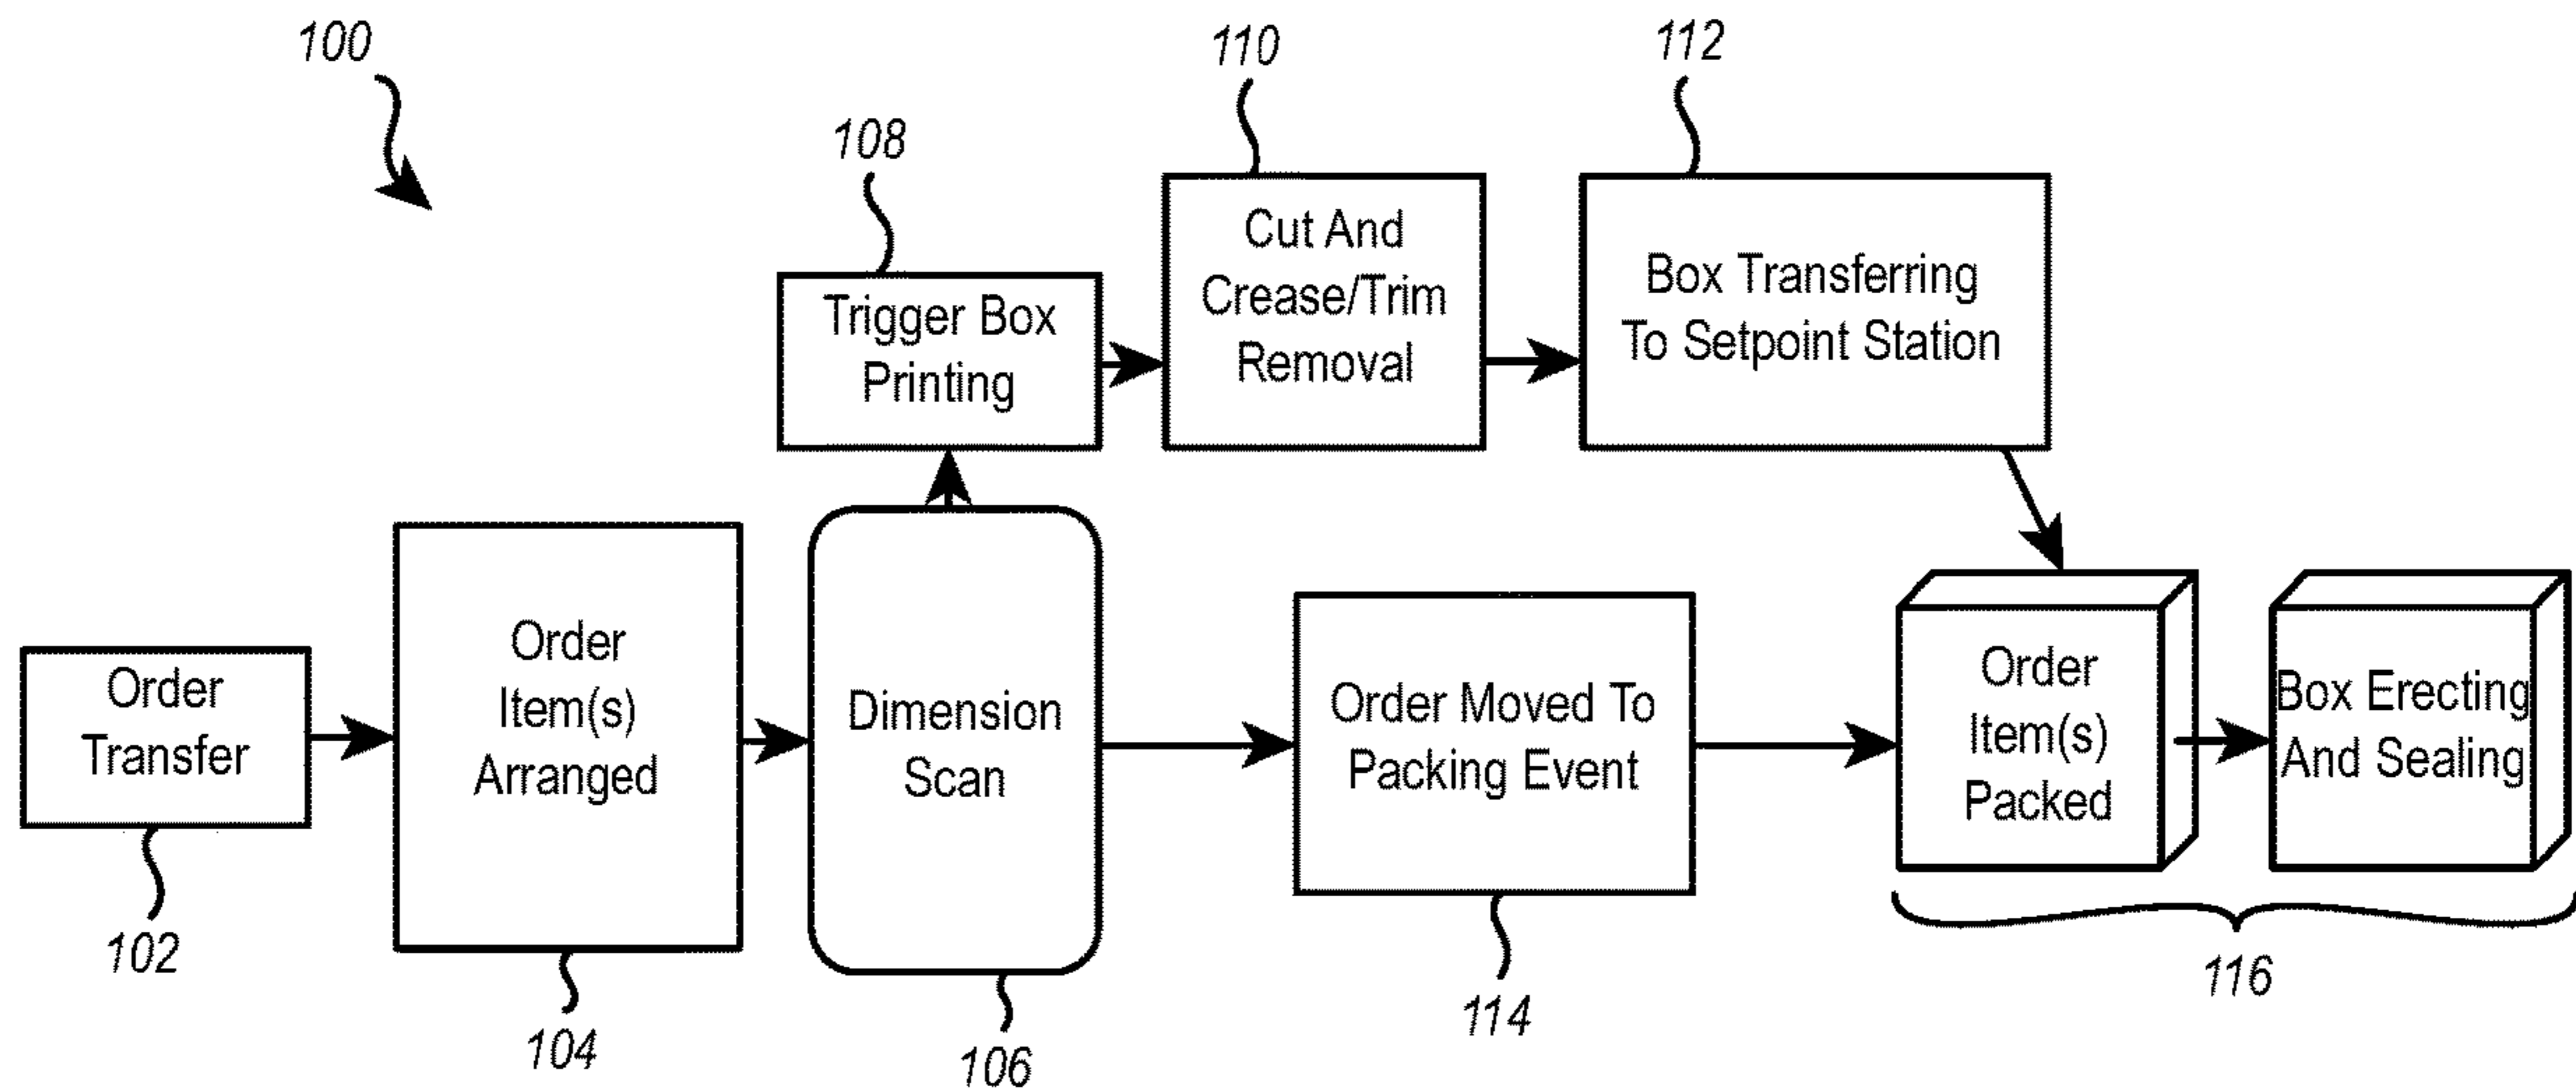 100
110
112
108
Cut And
Crease/Trim
Removal
Box Transferring
To Setpoint Station
Trigger Box
Printing
Order
Transfer
Order
Item(s)
Arranged
Dimension
Scan
Order Moved To
Packing Event
Order
Item(s)
Packed
Box Erecting
And Sealing
102
104
106
114
116